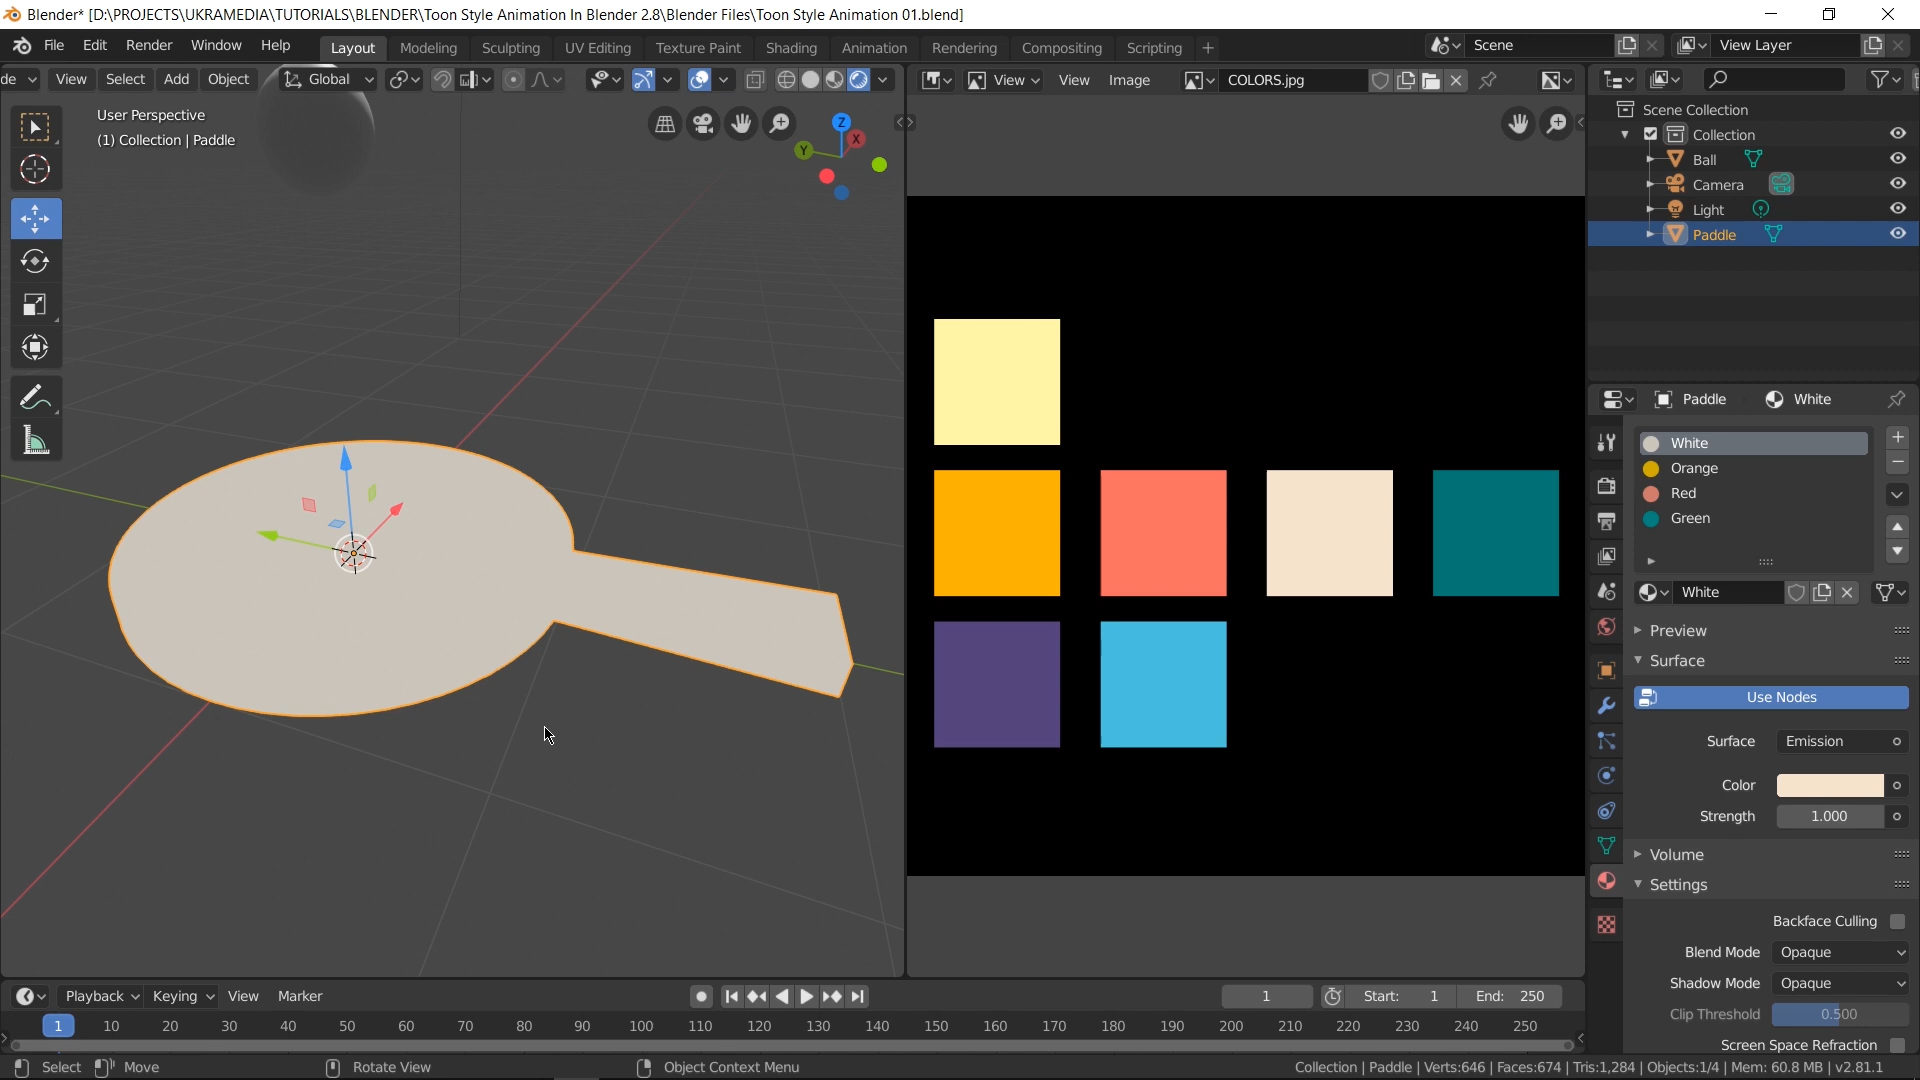 Blender* [D:\PROJECTS\UKRAMEDIA\TUTORIALS\BLENDER\Toon Style Animation In Blender 2.8\Blender Files\Toon Style Animation 01.blend]
File Edit Render Window Help Layout Modeling Sculpting UV Editing Texture Paint Shading Animation Rendering Compositing Scripting + Scene View Layer
de View Select Add Object Global View View Image COLORS.jpg
User Perspective
(1) Collection | Paddle
Z
X
Y
Scene Collection
Collection
Ball
Camera
Light
Paddle
Paddle White
White
Orange
Red
Green
White
Preview
Surface
Use Nodes
Surface Emission
Color
Strength 1.000
Volume
Settings
Backface Culling
Blend Mode Opaque
Shadow Mode Opaque
Clip Threshold 0.500
Screen Space Refraction
Playback Keying View Marker 1 Start: 1 End: 250
1 10 20 30 40 50 60 70 80 90 100 110 120 130 140 150 160 170 180 190 200 210 220 230 240 250
Select Move Rotate View Object Context Menu Collection | Paddle | Verts:646 | Faces:674 | Tris:1,284 | Objects:1/4 | Mem: 60.8 MB | v2.81.1